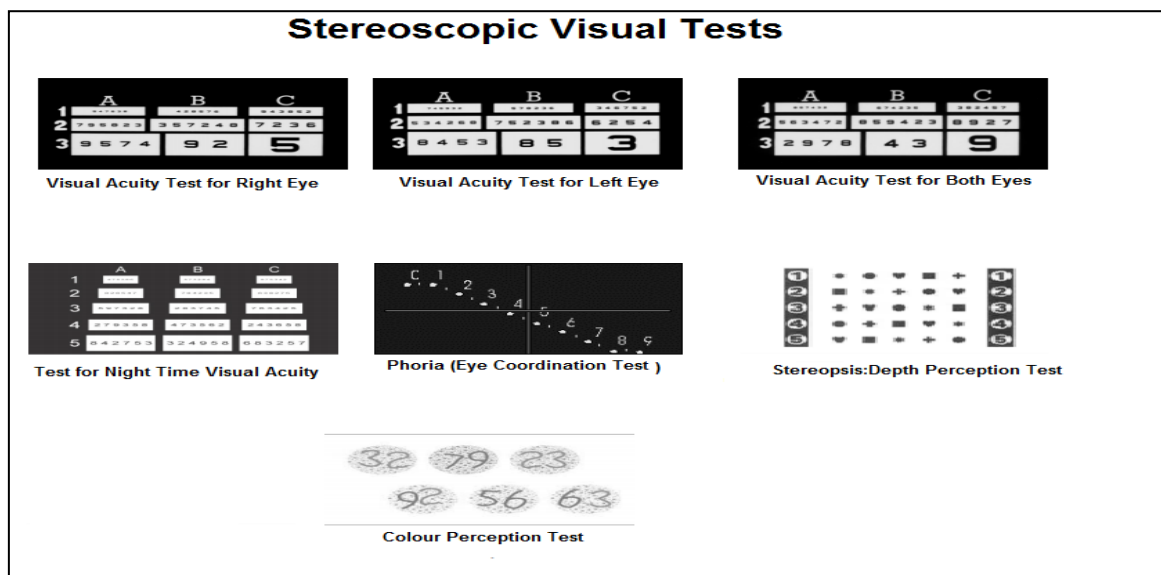 Stereoscopic Visual Tests
A B C
1
2 795823 357248 7236
3 9574 92 5
Visual Acuity Test for Right Eye
A B C
1
2 534268 752386 6254
3 8453 85 3
Visual Acuity Test for Left Eye
A B C
1
2 563472 859423 8927
3 2978 43 9
Visual Acuity Test for Both Eyes
A B C
1
2
3
4 279358 473562
5 842753 324958 683257
Test for Night Time Visual Acuity
C 1 2 3 4 5 6 7 8 9
Phoria (Eye Coordination Test )
1 1
2 2
3 3
4 4
5 5
Stereopsis:Depth Perception Test
32 79 23
92 56 63
Colour Perception Test